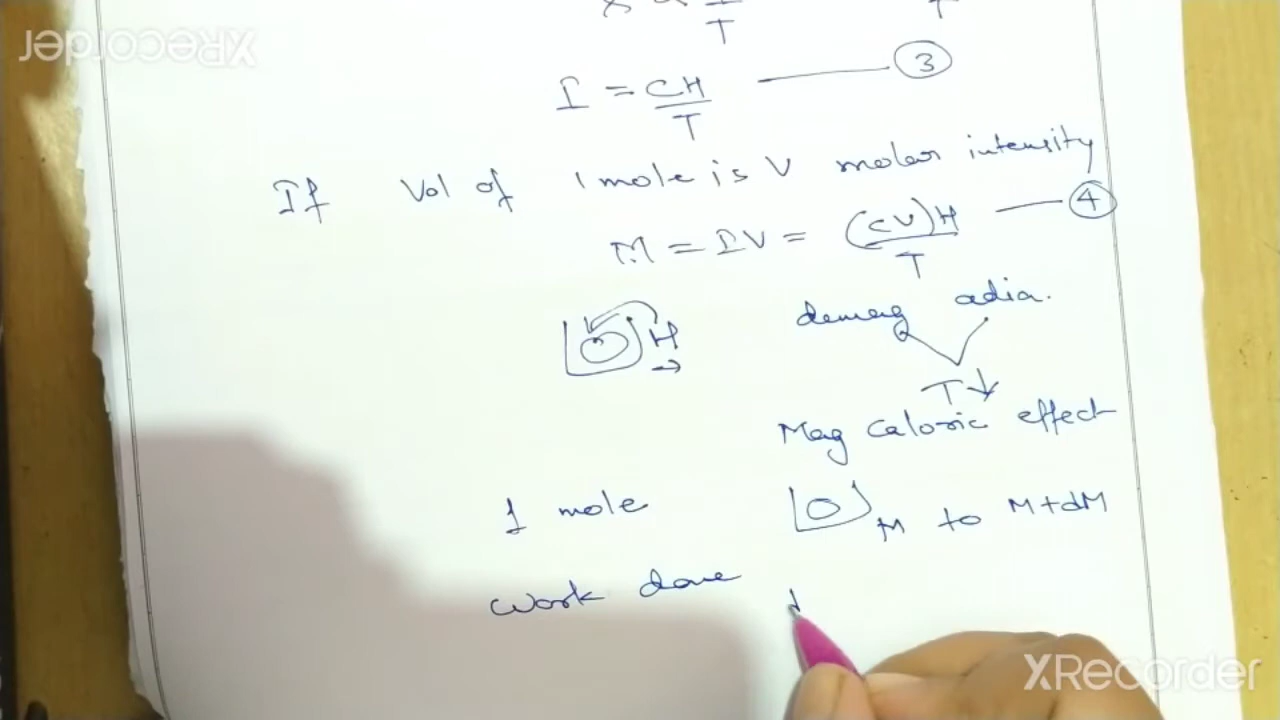 XRecorder
T
I = CH/T ——— ③
If Vol of 1 mole is V molar intensity
M = IV = (CV)H/T ——— ④
H →
demag adia.
T↓
Mag caloric effect
1 mole M to M+dM
work done
XRecorder